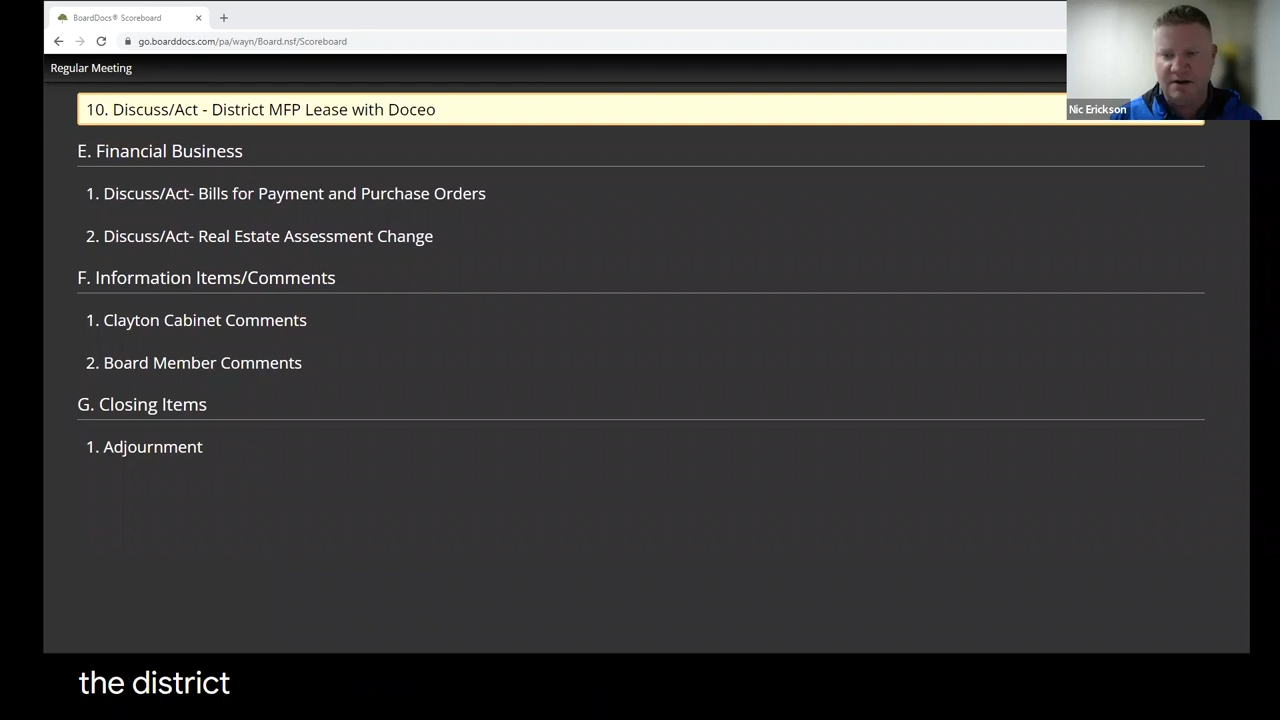 BoardDocs® Scoreboard
go.boarddocs.com/pa/wayn/Board.nsf/Scoreboard
Regular Meeting
Nic Erickson
10. Discuss/Act - District MFP Lease with Doceo
E. Financial Business
1. Discuss/Act- Bills for Payment and Purchase Orders
2. Discuss/Act- Real Estate Assessment Change
F. Information Items/Comments
1. Clayton Cabinet Comments
2. Board Member Comments
G. Closing Items
1. Adjournment
the district